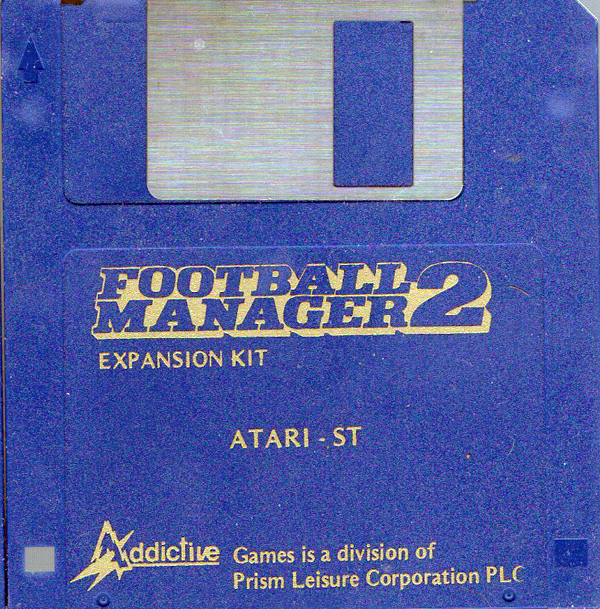 FOOTBALL
MANAGER 2
EXPANSION KIT
ATARI - ST
Addictive Games is a division of
Prism Leisure Corporation PLC